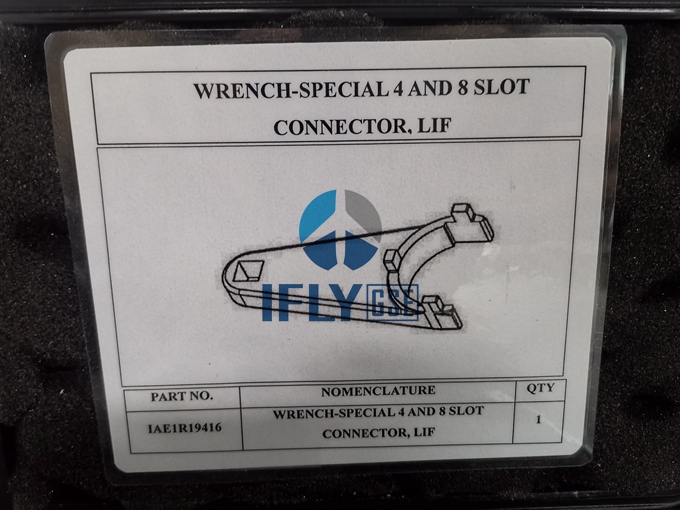 WRENCH-SPECIAL 4 AND 8 SLOT
CONNECTOR, LIF
IFLY GSE
PART NO. NOMENCLATURE QTY
IAE1R19416 WRENCH-SPECIAL 4 AND 8 SLOT 1
CONNECTOR, LIF